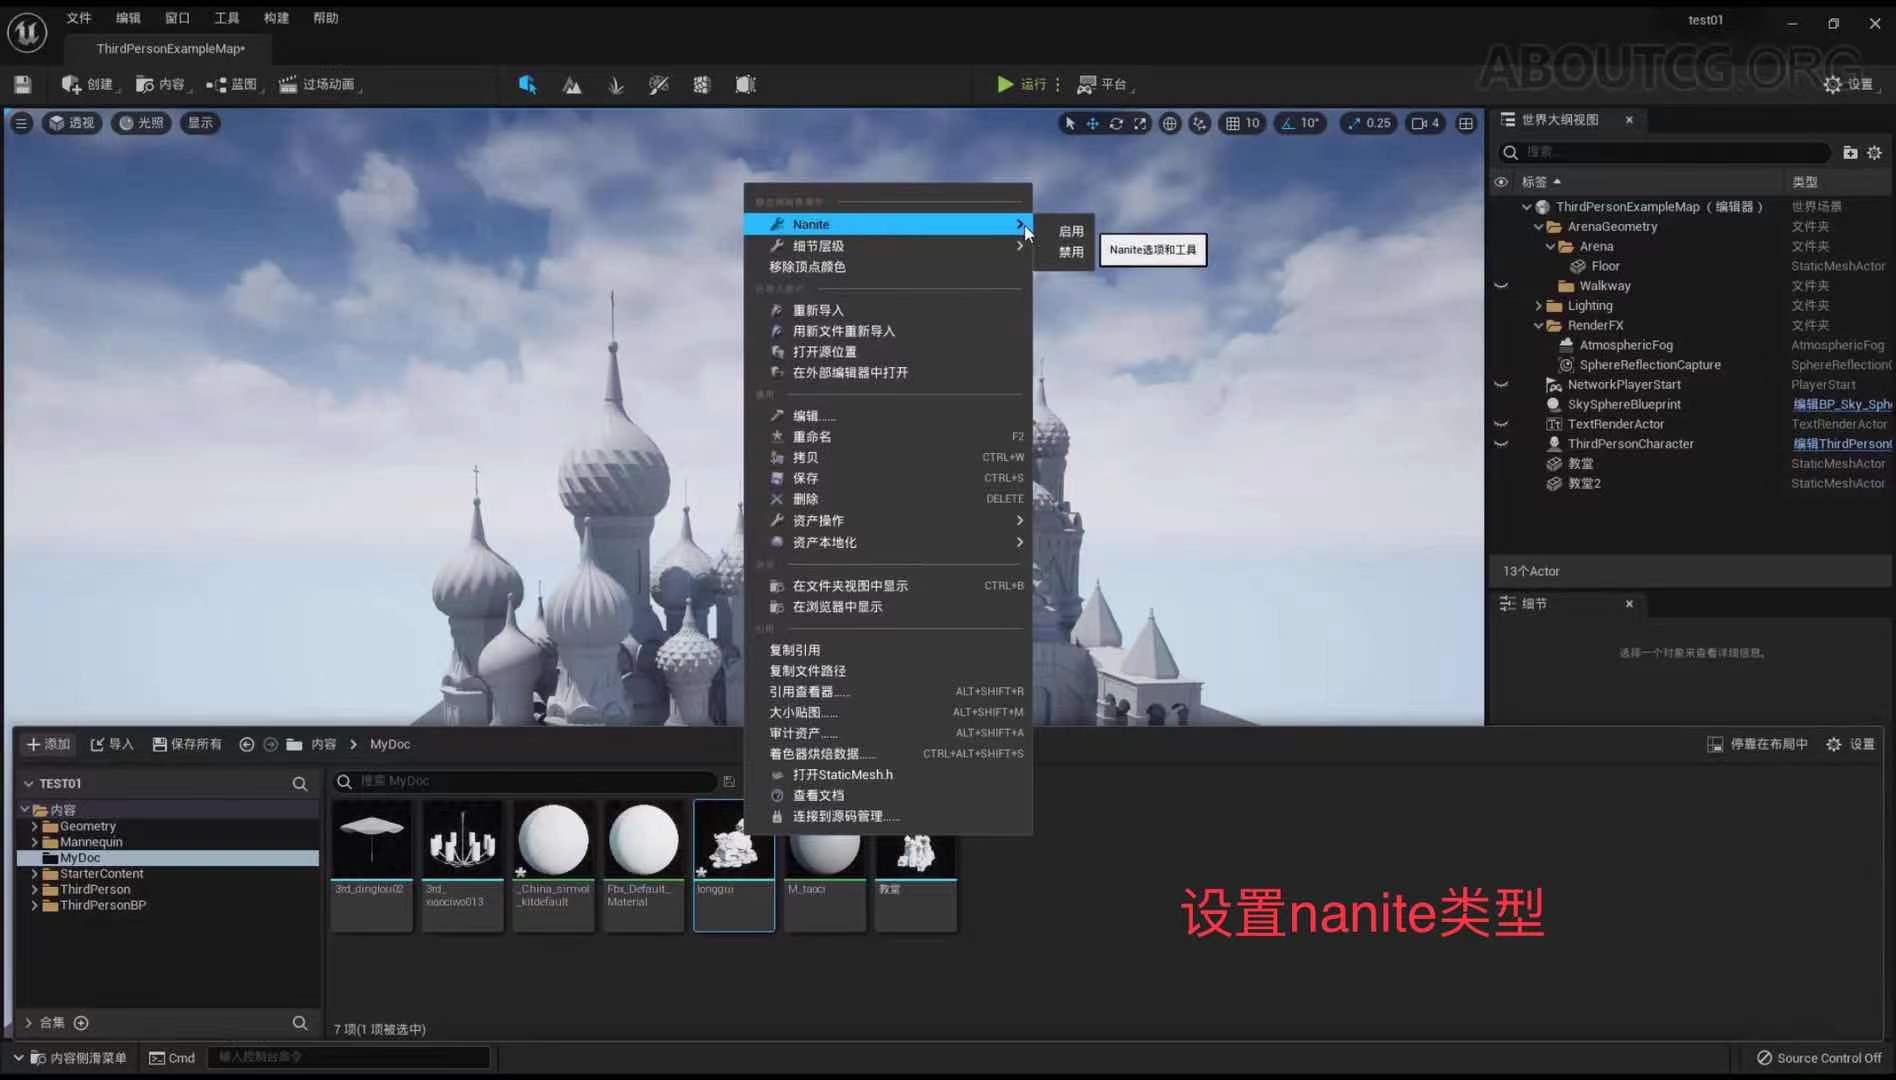 文件 编辑 窗口 工具 构建 帮助
test01
ThirdPersonExampleMap*
ABOUTCG.ORG
创建 内容 蓝图 过场动画 运行 平台 设置
透视 光照 显示 10 10° 0.25 4
世界大纲视图
搜索...
标签 类型
ThirdPersonExampleMap（编辑器） 世界场景
ArenaGeometry 文件夹
Arena 文件夹
Floor StaticMeshActor
Walkway 文件夹
Lighting 文件夹
RenderFX 文件夹
AtmosphericFog AtmosphericFog
SphereReflectionCapture SphereReflectionC
NetworkPlayerStart PlayerStart
SkySphereBlueprint 编辑BP_Sky_Sph
TextRenderActor TextRenderActor
ThirdPersonCharacter 编辑ThirdPerson
教堂 StaticMeshActor
教堂2 StaticMeshActor
13个Actor
细节
选择一个对象来查看详细信息。
Nanite
启用
禁用
Nanite选项和工具
细节层级
移除顶点颜色
重新导入
用新文件重新导入
打开源位置
在外部编辑器中打开
编辑......
重命名 F2
拷贝 CTRL+W
保存 CTRL+S
删除 DELETE
资产操作
资产本地化
在文件夹视图中显示 CTRL+B
在浏览器中显示
引用
复制引用
复制文件路径
引用查看器...... ALT+SHIFT+R
大小贴图...... ALT+SHIFT+M
审计资产...... ALT+SHIFT+A
着色器烘焙数据...... CTRL+ALT+SHIFT+S
打开StaticMesh.h
查看文档
连接到源码管理......
添加 导入 保存所有 内容 MyDoc 停靠在布局中 设置
TEST01
搜索 MyDoc
内容
Geometry
Mannequin
MyDoc
StarterContent
ThirdPerson
ThirdPersonBP
3rd_dinglou02
3rd_
xiaociwo013
_China_simvol
_kitdefault
Fbx_Default_
Material
longgui
M_taoci
教堂
设置nanite类型
合集
7 项(1 项被选中)
内容侧滑菜单 Cmd 输入控制台命令 Source Control Off